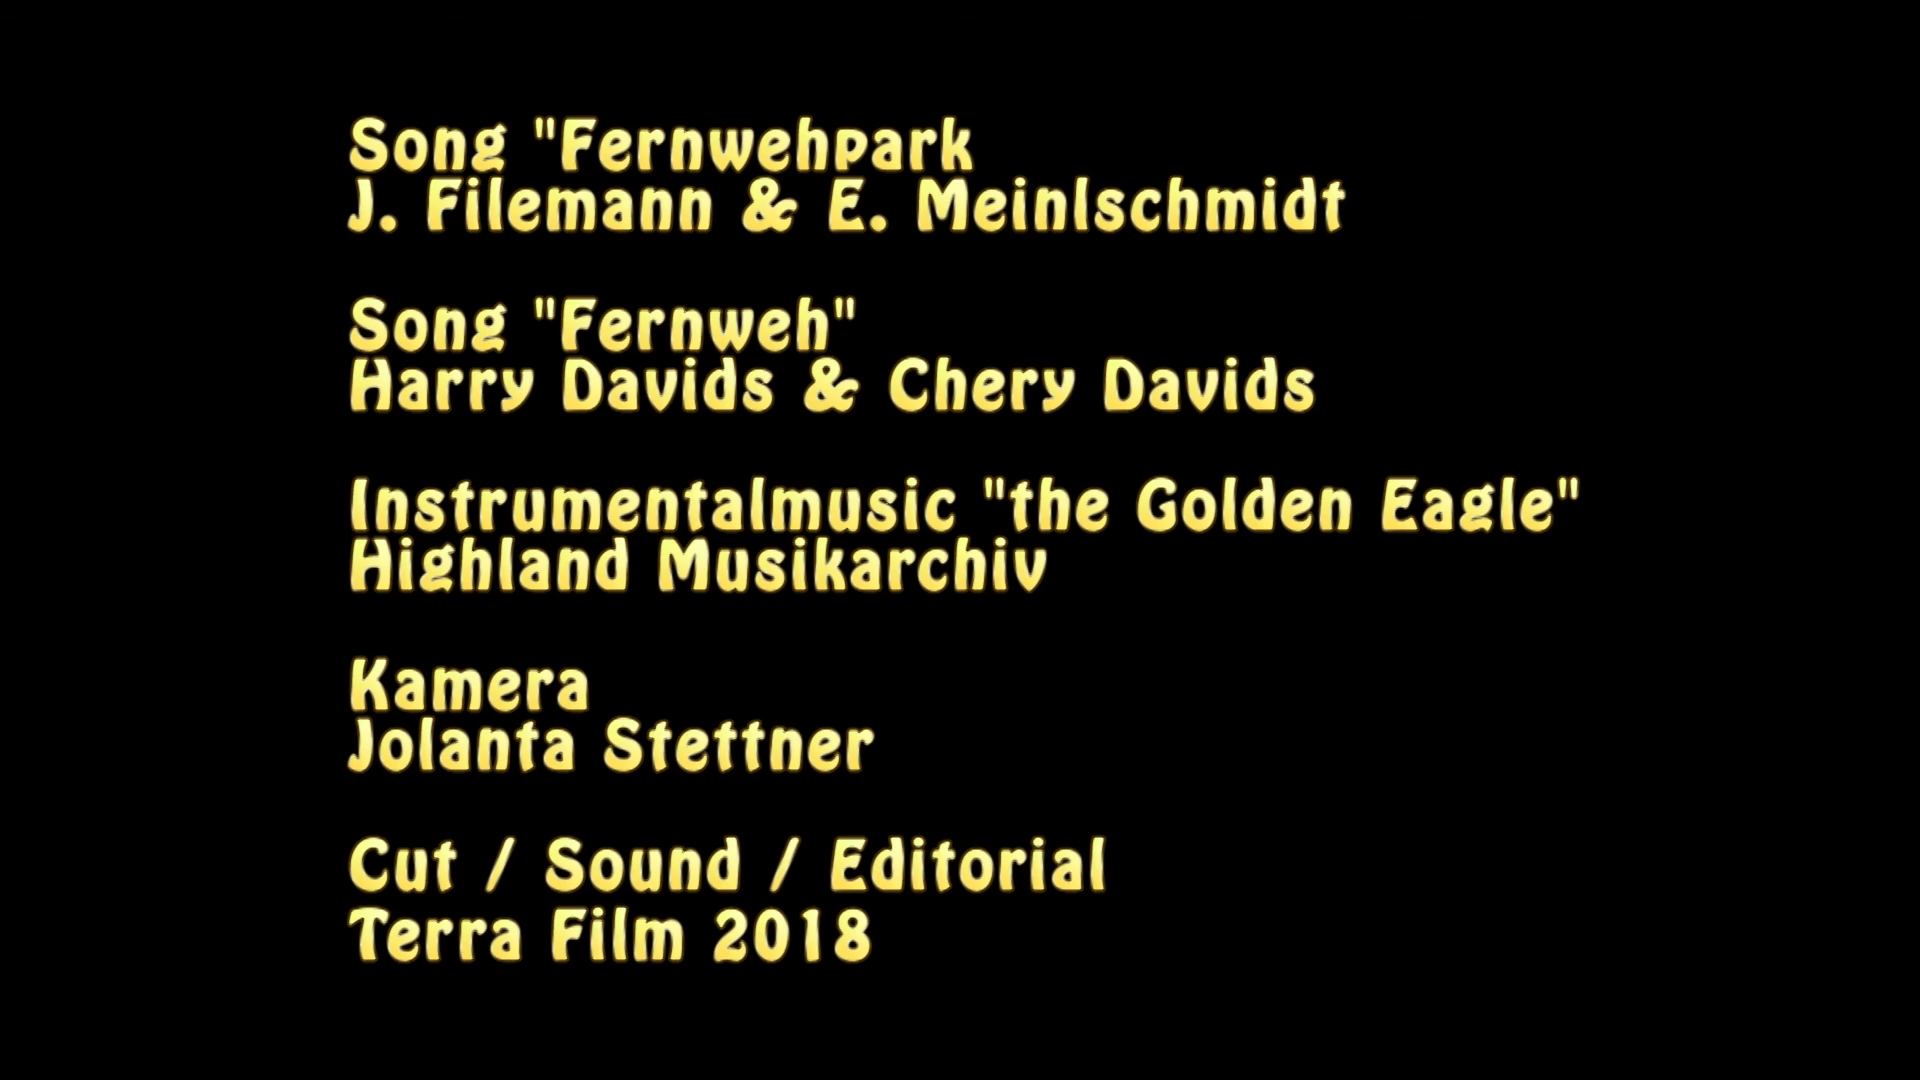 Song "Fernwehpark
J. Filemann & E. Meinlschmidt
Song "Fernweh"
Harry Davids & Chery Davids
Instrumentalmusic "the Golden Eagle"
Highland Musikarchiv
Kamera
Jolanta Stettner
Cut / Sound / Editorial
Terra Film 2018